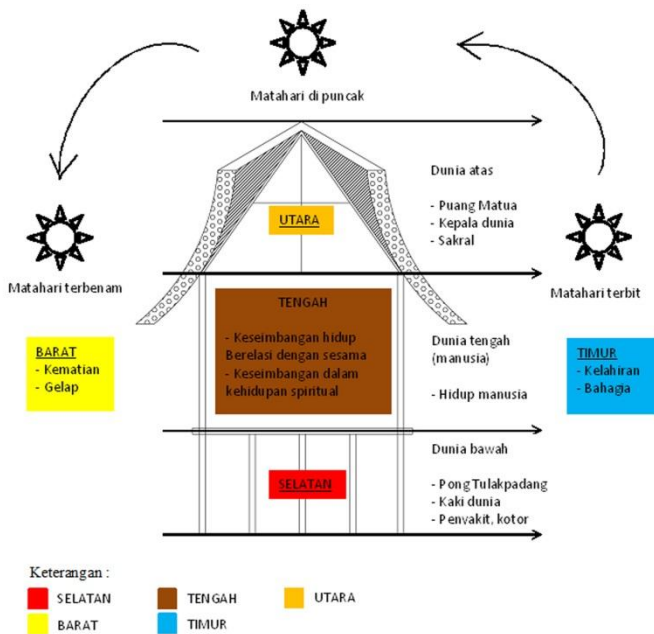 Matahari di puncak
Dunia atas
- Puang Matua
- Kepala dunia
- Sakral
UTARA
Matahari terbenam
Matahari terbit
TENGAH
- Keseimbangan hidup
Berelasi dengan sesama
- Keseimbangan dalam
kehidupan spiritual
Dunia tengah
(manusia)
- Hidup manusia
BARAT
- Kematian
- Gelap
TIMUR
- Kelahiran
- Bahagia
Dunia bawah
- Pong Tulakpadang
- Kaki dunia
- Penyakit, kotor
SELATAN
Keterangan :
SELATAN
TENGAH
UTARA
BARAT
TIMUR